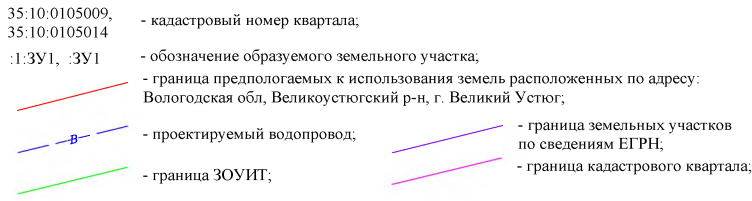 35:10:0105009,
35:10:0105014
- кадастровый номер квартала;
:1:ЗУ1, :ЗУ1
- обозначение образуемого земельного участка;
- граница предпологаемых к использования земель расположенных по адресу:
Вологодская обл, Великоустюгский р-н, г. Великий Устюг;
В
- проектируемый водопровод;
- граница ЗОУИТ;
- граница земельных участков
по сведениям ЕГРН;
- граница кадастрового квартала;